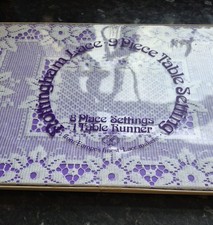 Nottingham Lace 9 Piece Table Setting
8 Place Settings
1 Table Runner